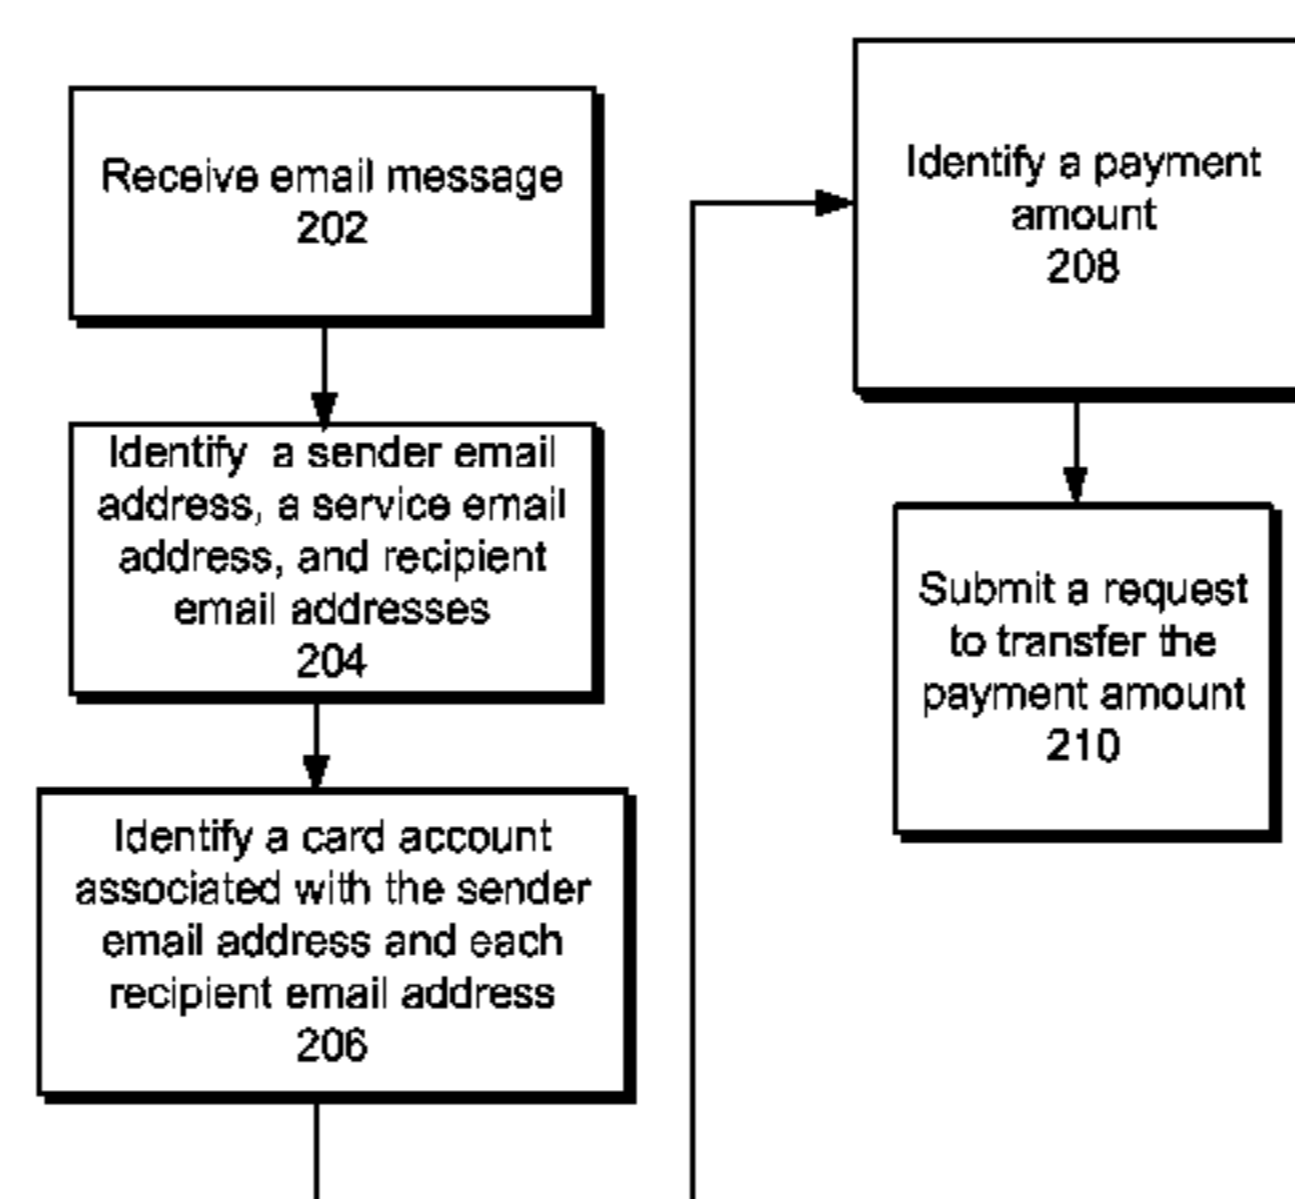 Receive email message
202
Identify a sender email
address, a service email
address, and recipient
email addresses
204
Identify a card account
associated with the sender
email address and each
recipient email address
206
Identify a payment
amount
208
Submit a request
to transfer the
payment amount
210